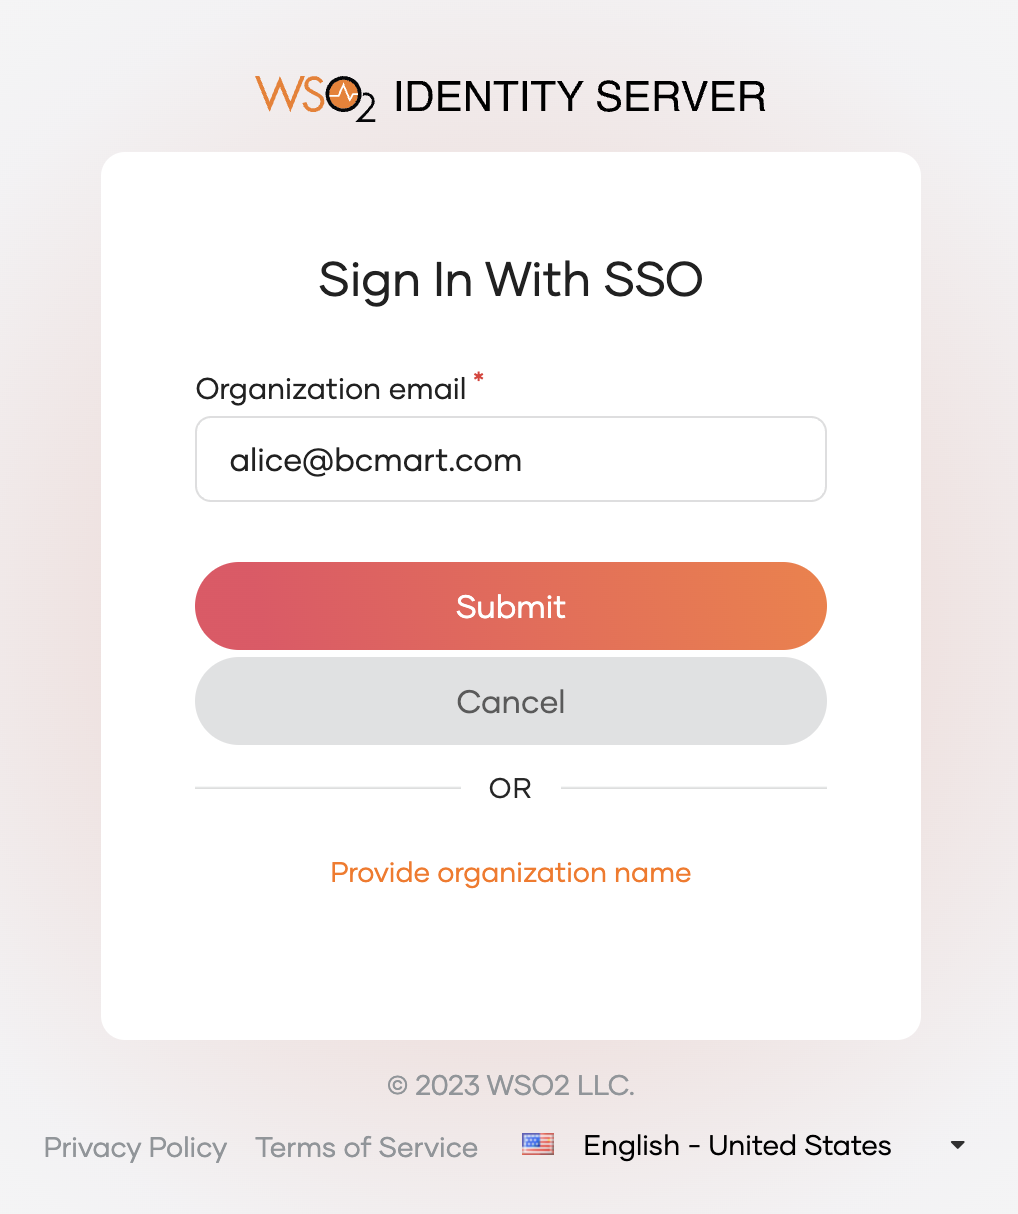 WSO2 IDENTITY SERVER
Sign In With SSO
Organization email *
alice@bcmart.com
Submit
Cancel
OR
Provide organization name
© 2023 WSO2 LLC.
Privacy Policy Terms of Service English - United States